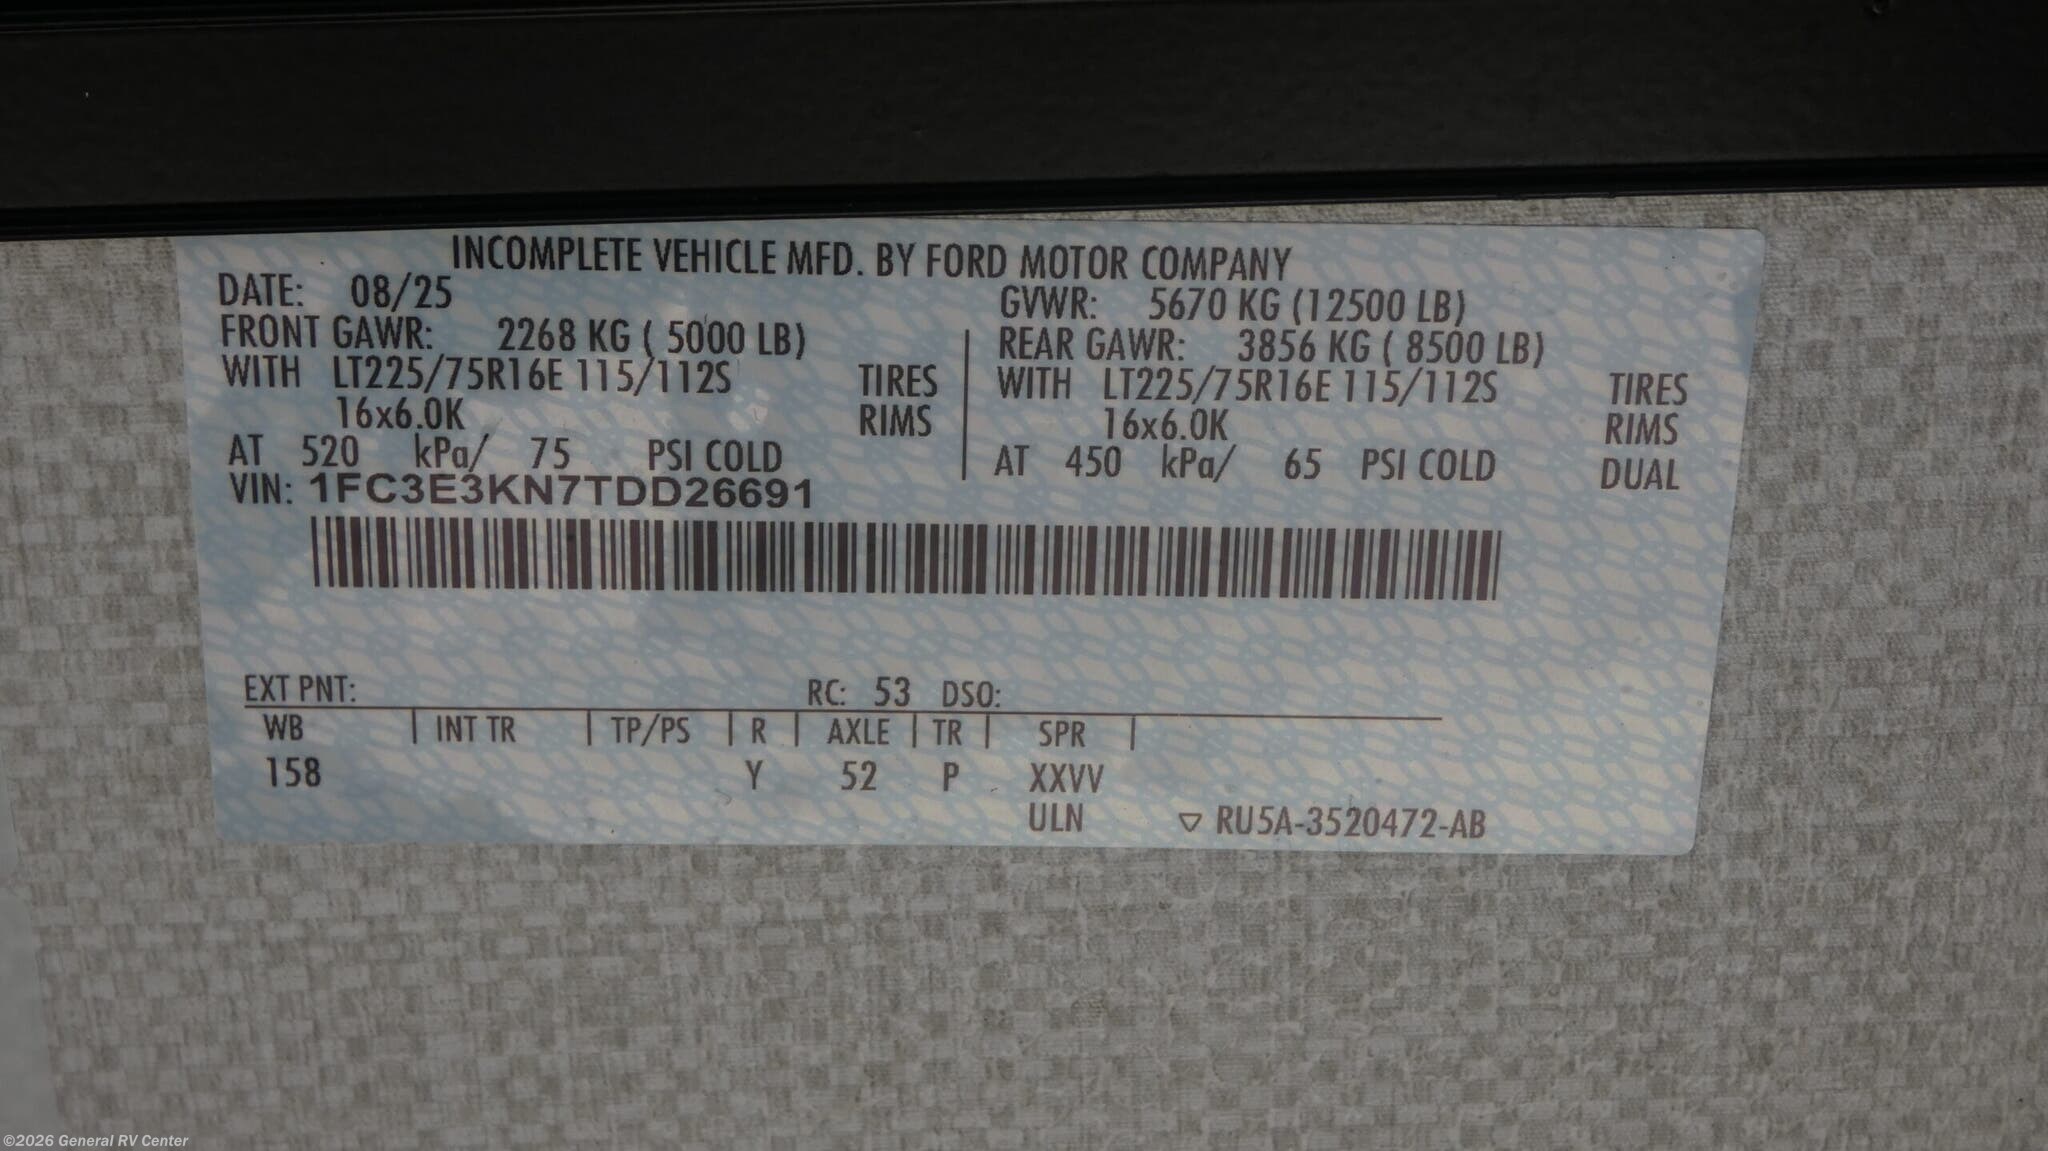 INCOMPLETE VEHICLE MFD. BY FORD MOTOR COMPANY
DATE: 08/25 GVWR: 5670 KG (12500 LB)
FRONT GAWR: 2268 KG ( 5000 LB) REAR GAWR: 3856 KG ( 8500 LB)
WITH LT225/75R16E 115/112S TIRES WITH LT225/75R16E 115/112S TIRES
16x6.0K RIMS 16x6.0K RIMS
AT 520 kPa/ 75 PSI COLD AT 450 kPa/ 65 PSI COLD DUAL
VIN: 1FC3E3KN7TDD26691
EXT PNT: RC: 53 DSO:
WB | INT TR | TP/PS | R | AXLE | TR | SPR |
158 Y 52 P XXVV
ULN ▽ RU5A-3520472-AB
©2026 General RV Center